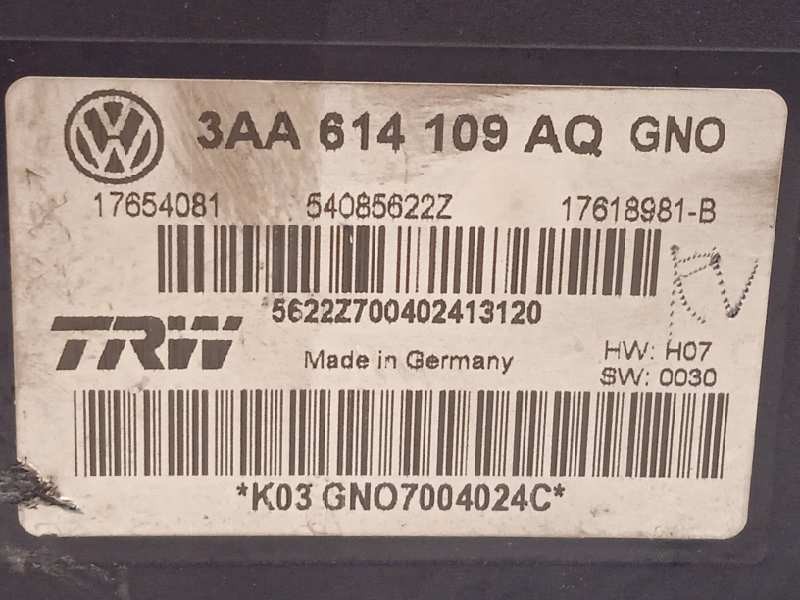 3AA 614 109 AQ GNO
17654081 54085622Z 17618981-B
5622Z700402413120
TRW Made in Germany HW: H07
SW: 0030
*K03 GNO7004024C*